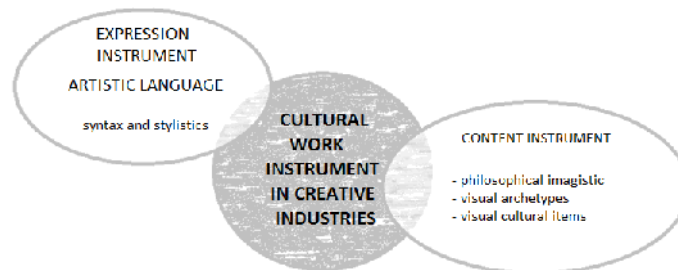 EXPRESSION
INSTRUMENT
ARTISTIC LANGUAGE
syntax and stylistics
CULTURAL
WORK
INSTRUMENT
IN CREATIVE
INDUSTRIES
CONTENT INSTRUMENT
- philosophical imagistic
- visual archetypes
- visual cultural items